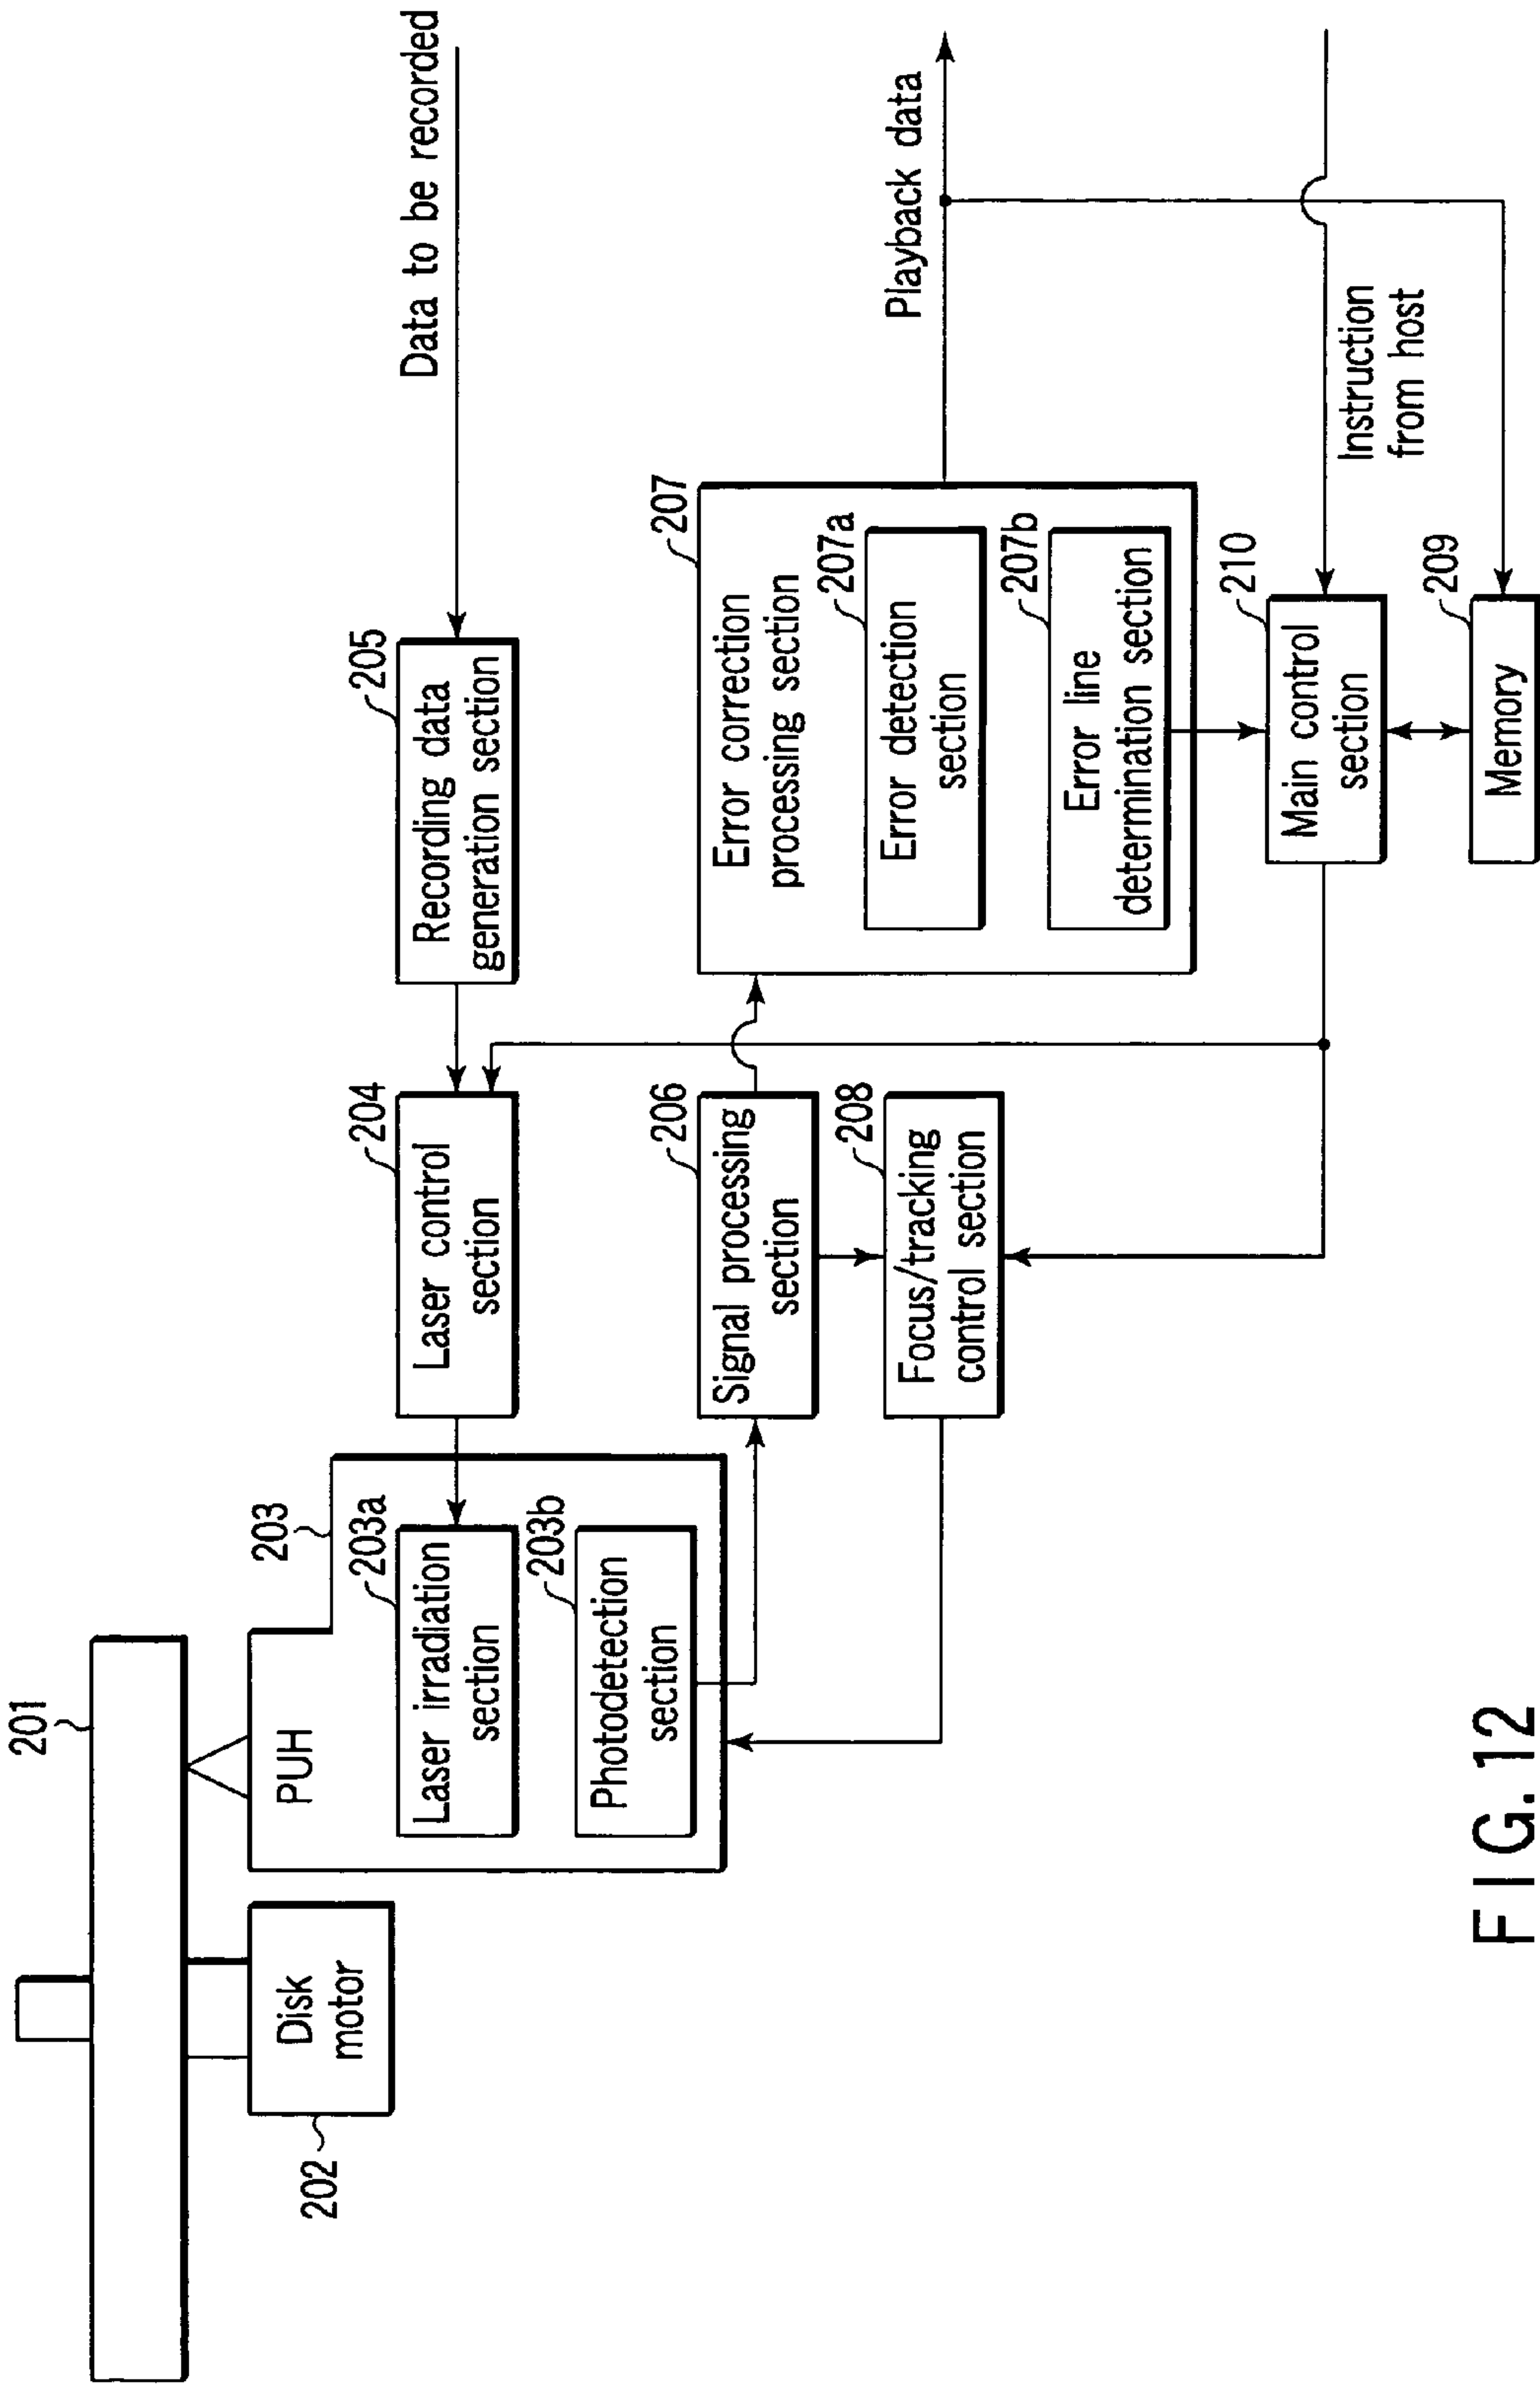 201
Disk
motor
202
PUH
203
Laser irradiation
section
203a
Photodetection
section
203b
Laser control
section
204
Recording data
generation section
205
Data to be recorded
Signal processing
section
206
Focus/tracking
control section
208
Error correction
processing section
207
Error detection
section
207a
Error line
determination section
207b
Playback data
Main control
section
210
Instruction
from host
Memory
209
FIG. 12